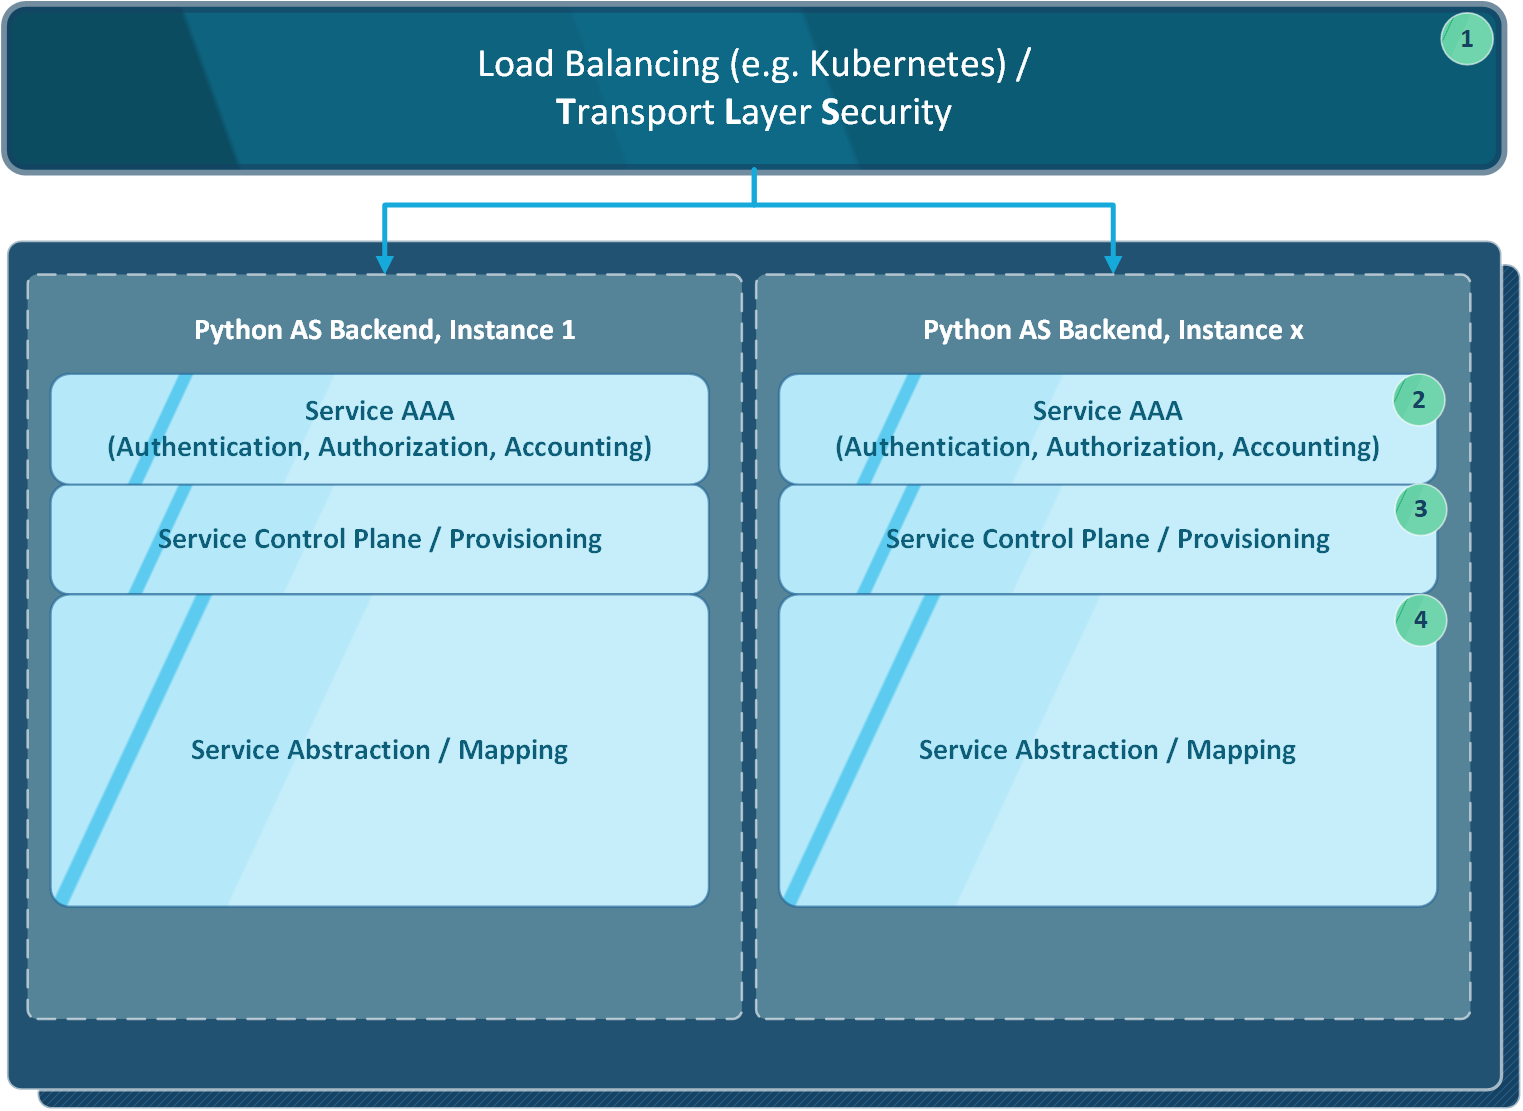 Load Balancing (e.g. Kubernetes) /
Transport Layer Security
1
Python AS Backend, Instance 1
Service AAA
(Authentication, Authorization, Accounting)
Service Control Plane / Provisioning
Service Abstraction / Mapping
Python AS Backend, Instance x
Service AAA
(Authentication, Authorization, Accounting)
2
Service Control Plane / Provisioning
3
Service Abstraction / Mapping
4